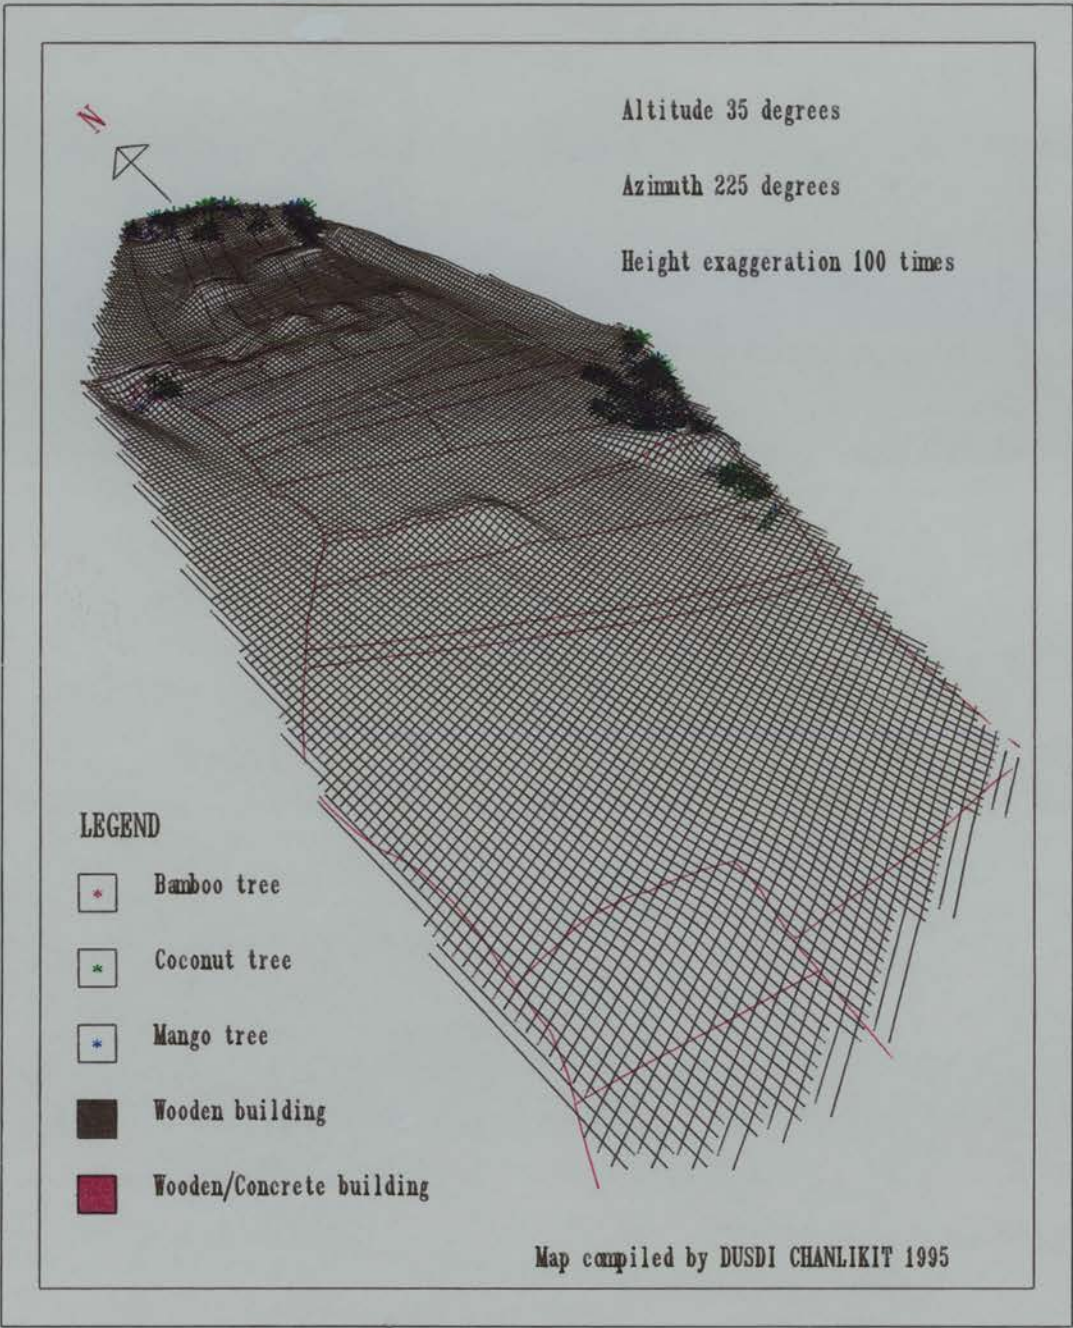 N
Altitude 35 degrees
Azimuth 225 degrees
Height exaggeration 100 times
LEGEND
Bamboo tree
Coconut tree
Mango tree
Wooden building
Wooden/Concrete building
Map compiled by DUSDI CHANLIKIT 1995